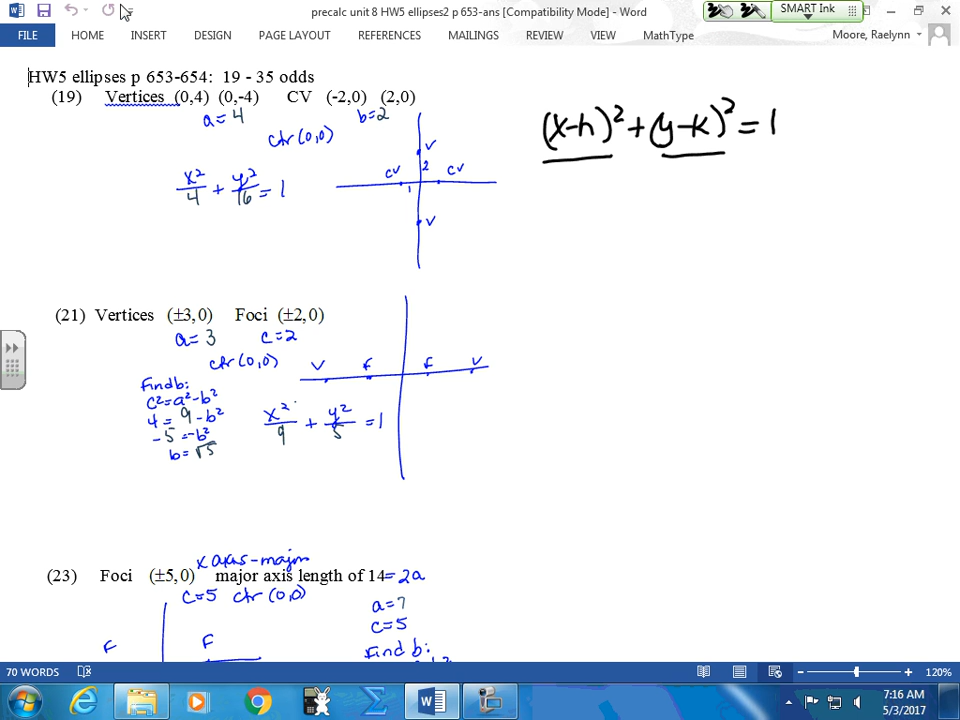 precalc unit 8 HW5 ellipses2 p 653-ans [Compatibility Mode] - Word
SMART Ink
FILE HOME INSERT DESIGN PAGE LAYOUT REFERENCES MAILINGS REVIEW VIEW MathType Moore, Raelynn
HW5 ellipses p 653-654: 19 - 35 odds
(19) Vertices (0,4) (0,-4) CV (-2,0) (2,0)
a = 4 b = 2
ctr (0,0)
x²/4 + y²/16 = 1
V
CV 2 CV
1
V
(x-h)² + (y-k)² = 1
(21) Vertices (±3,0) Foci (±2,0)
a = 3 c = 2
ctr (0,0)
V F F V
Find b:
c² = a² - b²
4 = 9 - b²
-5 = -b²
b = √5
x²/9 + y²/5 = 1
x axis - major
(23) Foci (±5,0) major axis length of 14 = 2a
c = 5 ctr (0,0)
a = 7
c = 5
Find b:
F F
70 WORDS 120%
7:16 AM
5/3/2017